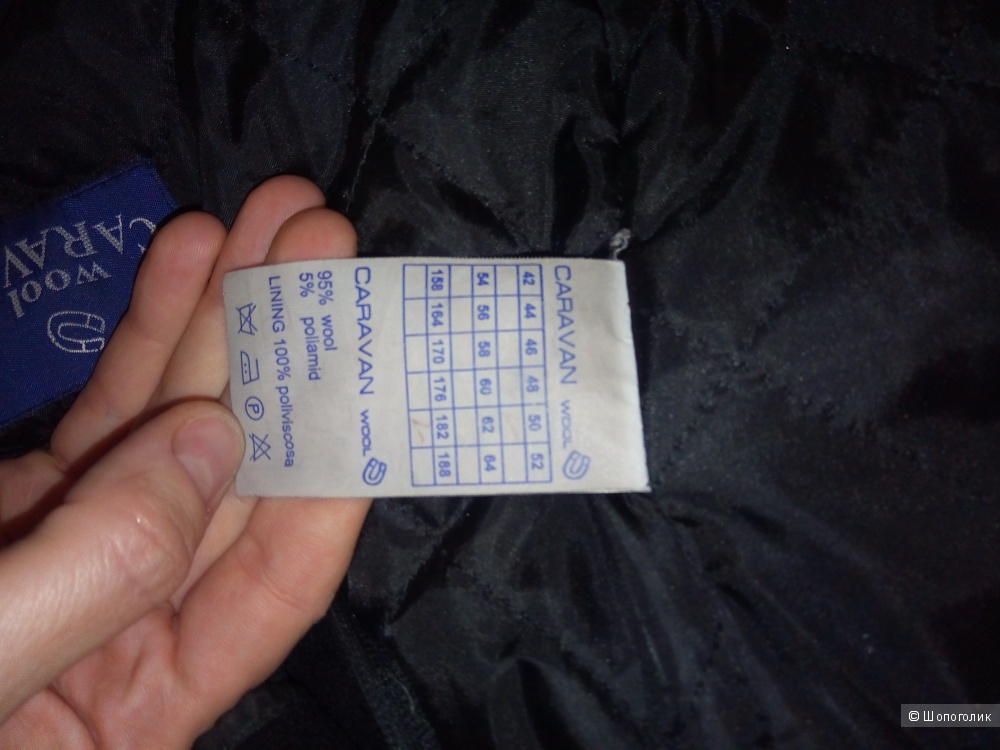 CARAVAN WOOL
42 44 46 48 50 52
54 56 58 60 62 64
158 164 170 176 182 188
CARAVAN WOOL
95% wool
5% poliamid
LINING 100% poliviscosa
P
CARAV
wool
© Шопоголик